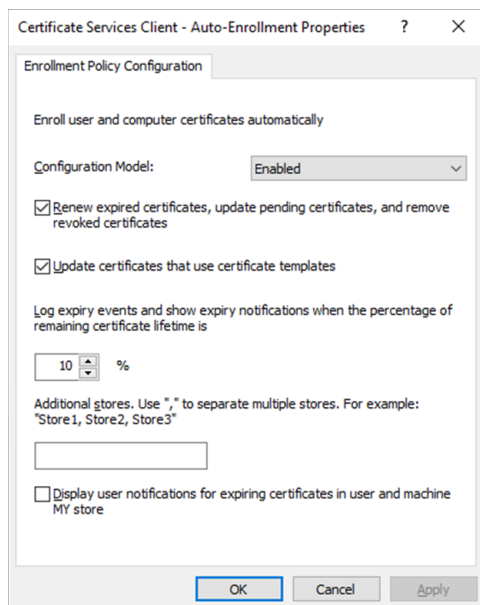 Certificate Services Client - Auto-Enrollment Properties ?
Enrollment Policy Configuration
Enroll user and computer certificates automatically
Configuration Model: Enabled
Renew expired certificates, update pending certificates, and remove
revoked certificates
Update certificates that use certificate templates
Log expiry events and show expiry notifications when the percentage of
remaining certificate lifetime is
10 %
Additional stores. Use "," to separate multiple stores. For example:
"Store1, Store2, Store3"
Display user notifications for expiring certificates in user and machine
MY store
OK Cancel Apply